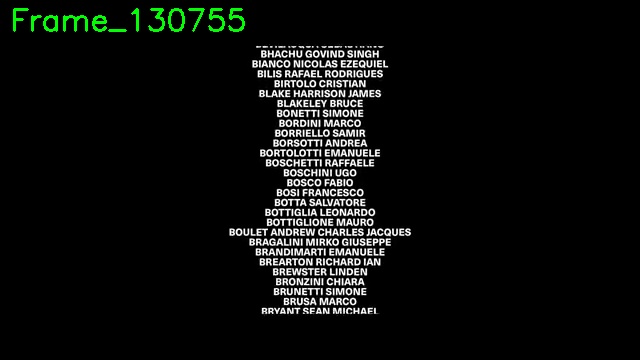 Frame_130755
BHACHU GOVIND SINGH
BIANCO NICOLAS EZEQUIEL
BILIS RAFAEL RODRIGUES
BIRTOLO CRISTIAN
BLAKE HARRISON JAMES
BLAKELEY BRUCE
BONETTI SIMONE
BORDINI MARCO
BORRIELLO SAMIR
BORSOTTI ANDREA
BORTOLOTTI EMANUELE
BOSCHETTI RAFFAELE
BOSCHINI UGO
BOSCO FABIO
BOSI FRANCESCO
BOTTA SALVATORE
BOTTIGLIA LEONARDO
BOTTIGLIONE MAURO
BOULET ANDREW CHARLES JACQUES
BRAGALINI MIRKO GIUSEPPE
BRANDIMARTI EMANUELE
BREARTON RICHARD IAN
BREWSTER LINDEN
BRONZINI CHIARA
BRUNETTI SIMONE
BRUSA MARCO
BRYANT SEAN MICHAEL